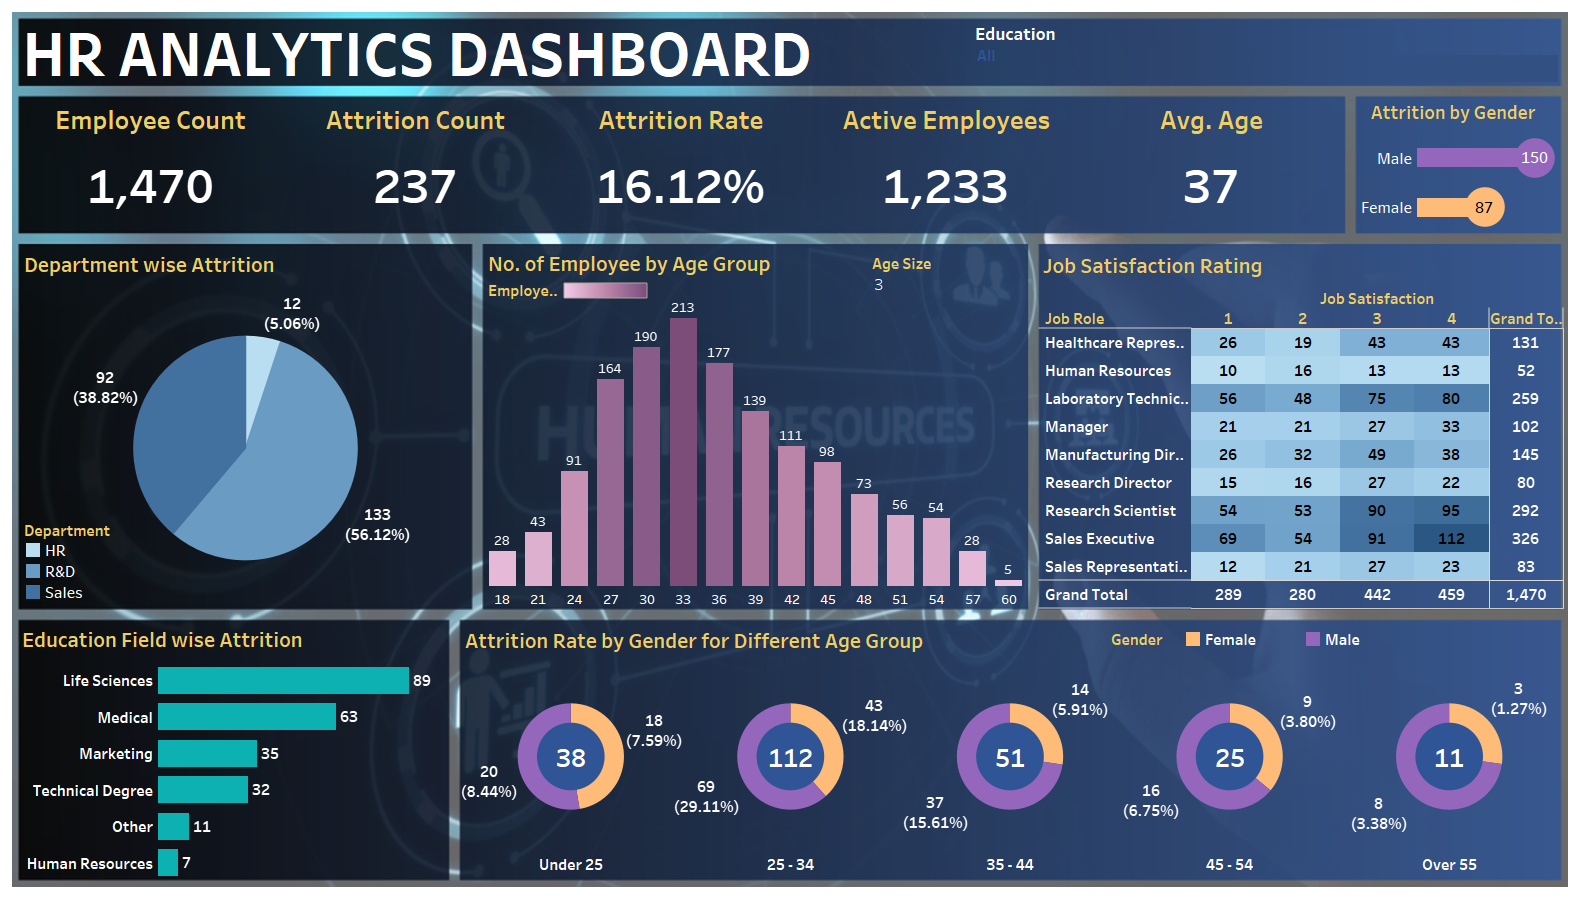 HR ANALYTICS DASHBOARD
Education
All
Employee Count
Attrition Count
Attrition Rate
Active Employees
Avg. Age
1,470
237
16.12%
1,233
37
Attrition by Gender
Male 150
Female 87
Department wise Attrition
12
(5.06%)
92
(38.82%)
133
(56.12%)
Department
HR
R&D
Sales
No. of Employee by Age Group
Age Size
3
Employe..
28 43 91 164 190 213 177 139 111 98 73 56 54 28 5
18 21 24 27 30 33 36 39 42 45 48 51 54 57 60
HUMAN RESOURCES
Job Satisfaction Rating
Job Satisfaction
Job Role 1 2 3 4 Grand To..
Healthcare Repres.. 26 19 43 43 131
Human Resources 10 16 13 13 52
Laboratory Technic.. 56 48 75 80 259
Manager 21 21 27 33 102
Manufacturing Dir.. 26 32 49 38 145
Research Director 15 16 27 22 80
Research Scientist 54 53 90 95 292
Sales Executive 69 54 91 112 326
Sales Representati.. 12 21 27 23 83
Grand Total 289 280 442 459 1,470
Education Field wise Attrition
Life Sciences 89
Medical 63
Marketing 35
Technical Degree 32
Other 11
Human Resources 7
Attrition Rate by Gender for Different Age Group
Gender Female Male
38
18
(7.59%)
20
(8.44%)
Under 25
112
43
(18.14%)
69
(29.11%)
25 - 34
51
14
(5.91%)
37
(15.61%)
35 - 44
25
9
(3.80%)
16
(6.75%)
45 - 54
11
3
(1.27%)
8
(3.38%)
Over 55